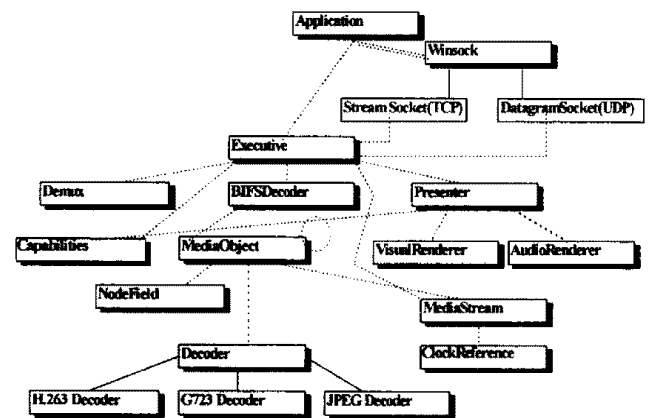 Application
Winsock
Stream Socket(TCP)
DatagramSocket(UDP)
Executive
Demux
BIFSDecoder
Presenter
Capabilities
MediaObject
VisualRenderer
AudioRenderer
NodeField
MediaStream
Decoder
ClockReference
H.263 Decoder
G723 Decoder
JPEG Decoder